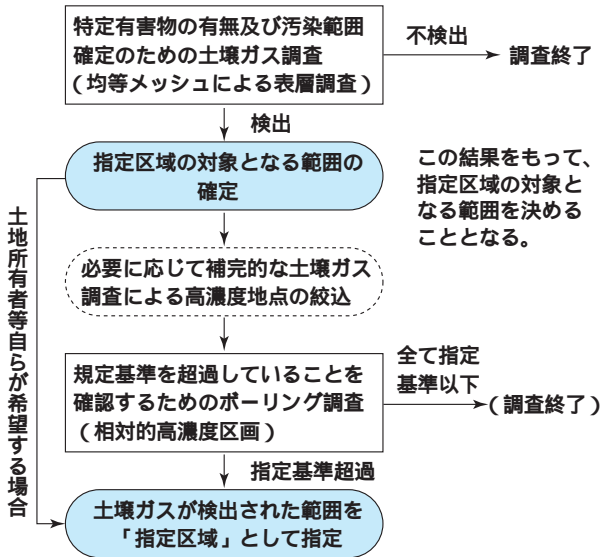 特定有害物の有無及び汚染範囲
確定のための土壌ガス調査
（均等メッシュによる表層調査）
不検出
調査終了
検出
指定区域の対象となる範囲の
確定
この結果をもって、
指定区域の対象と
なる範囲を決める
こととなる。
土地所有者等自らが希望する場合
必要に応じて補完的な土壌ガス
調査による高濃度地点の絞込
規定基準を超過していることを
確認するためのボーリング調査
（相対的高濃度区画）
全て指定
基準以下
（調査終了）
指定基準超過
土壌ガスが検出された範囲を
「指定区域」として指定